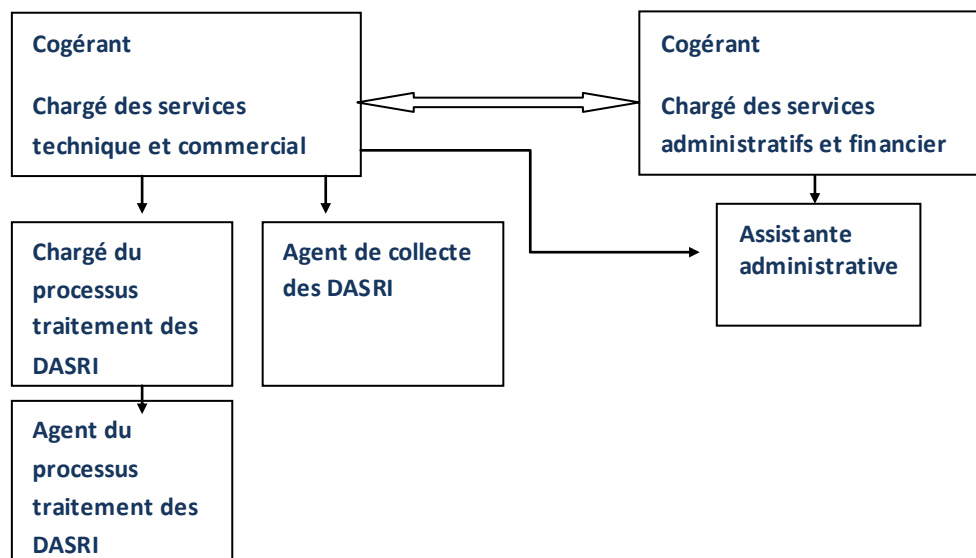 Cogérant
Chargé des services
technique et commercial
Cogérant
Chargé des services
administratifs et financier
Chargé du
processus
traitement des
DASRI
Agent de collecte
des DASRI
Assistante
administrative
Agent du
processus
traitement des
DASRI